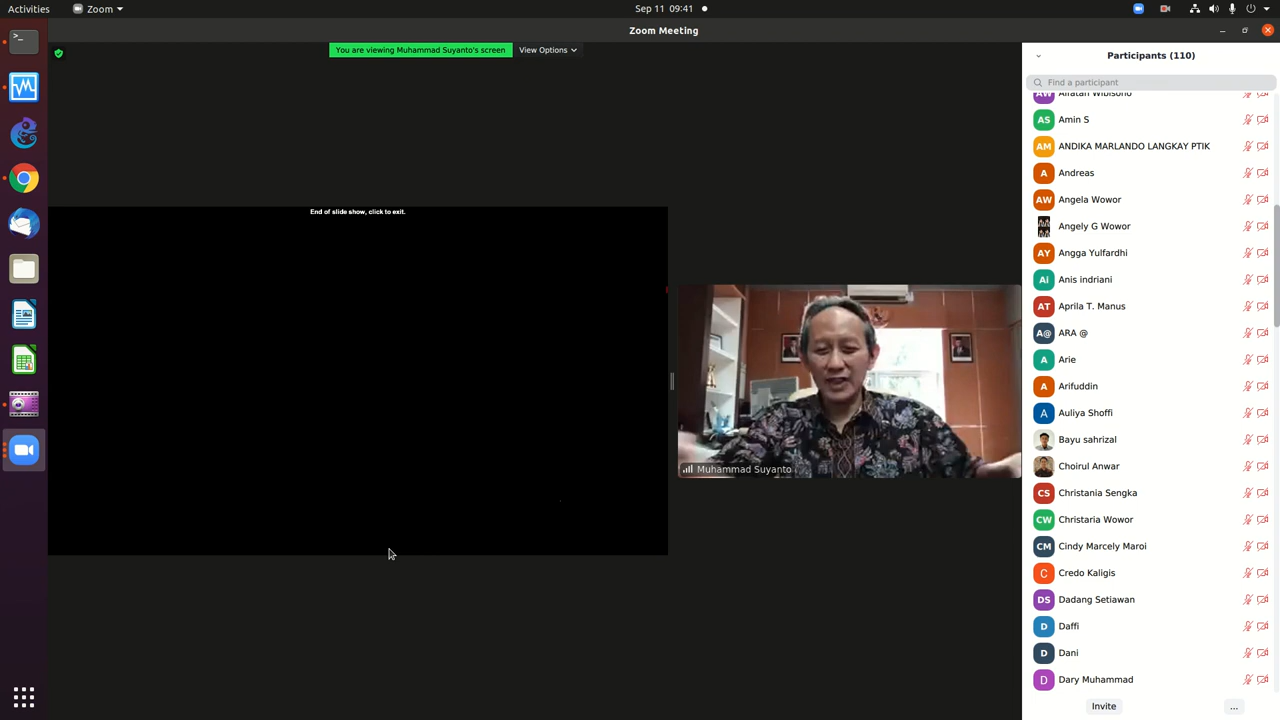 Activities
Zoom
Sep 11 09:41
Zoom Meeting
You are viewing Muhammad Suyanto's screen
View Options
End of slide show, click to exit.
Muhammad Suyanto
Participants (110)
Find a participant
AW Alfatah Wibisono
AS Amin S
AM ANDIKA MARLANDO LANGKAY PTIK
A Andreas
AW Angela Wowor
Angely G Wowor
AY Angga Yulfardhi
Ai Anis indriani
AT Aprila T. Manus
A@ ARA @
A Arie
A Arifuddin
A Auliya Shoffi
Bayu sahrizal
Choirul Anwar
CS Christania Sengka
CW Christaria Wowor
CM Cindy Marcely Maroi
C Credo Kaligis
DS Dadang Setiawan
D Daffi
D Dani
D Dary Muhammad
Invite
...